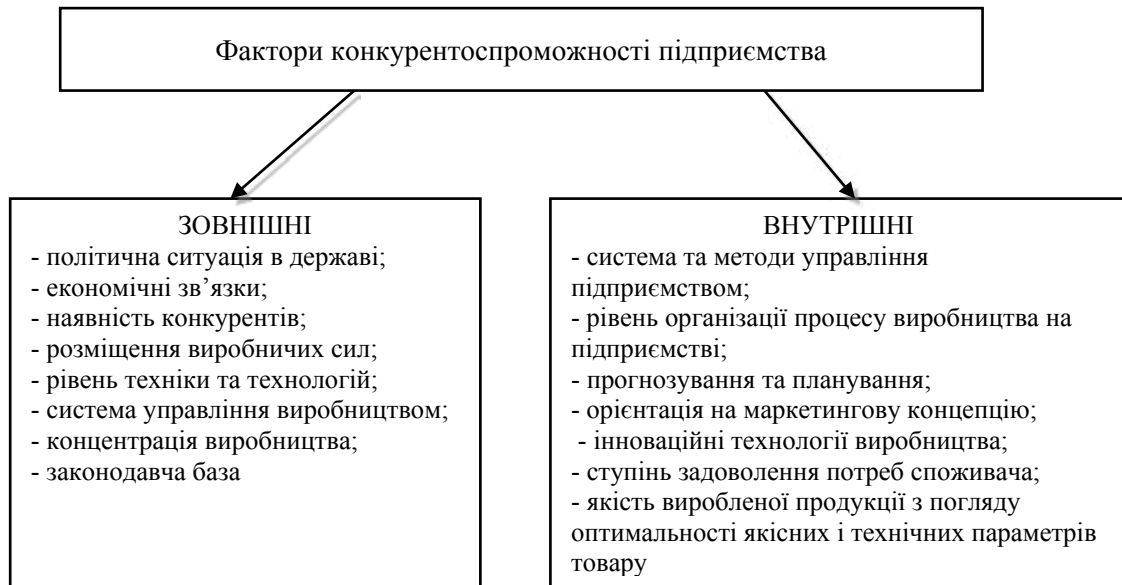 Фактори конкурентоспроможності підприємства
ЗОВНІШНІ
- політична ситуація в державі;
- економічні зв’язки;
- наявність конкурентів;
- розміщення виробничих сил;
- рівень техніки та технологій;
- система управління виробництвом;
- концентрація виробництва;
- законодавча база
ВНУТРІШНІ
- система та методи управління
підприємством;
- рівень організації процесу виробництва на
підприємстві;
- прогнозування та планування;
- орієнтація на маркетингову концепцію;
- інноваційні технології виробництва;
- ступінь задоволення потреб споживача;
- якість виробленої продукції з погляду
оптимальності якісних і технічних параметрів
товару